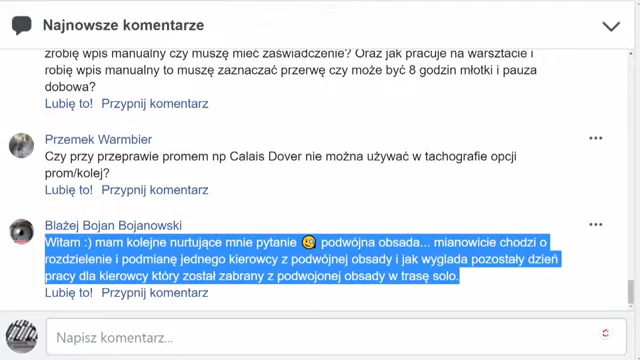 Najnowsze komentarze
zrobię wpis manualny czy muszę mieć zaświadczenie? Oraz jak pracuje na warsztacie i
robię wpis manualny to muszę zaznaczać przerwę czy może być 8 godzin młotki i pauza
dobowa?
Lubię to! Przypnij komentarz
Przemek Warmbier
Czy przy przeprawie promem np Calais Dover nie można używać w tachografie opcji
prom/kolej?
Lubię to! Przypnij komentarz
Błażej Bojan Bojanowski
Witam :) mam kolejne nurtujące mnie pytanie podwójna obsada... mianowicie chodzi o
rozdzielenie i podmianę jednego kierowcy z podwójnej obsady i jak wyglada pozostały dzień
pracy dla kierowcy który został zabrany z podwojonej obsady w trasę solo.
Lubię to! Przypnij komentarz
Napisz komentarz...